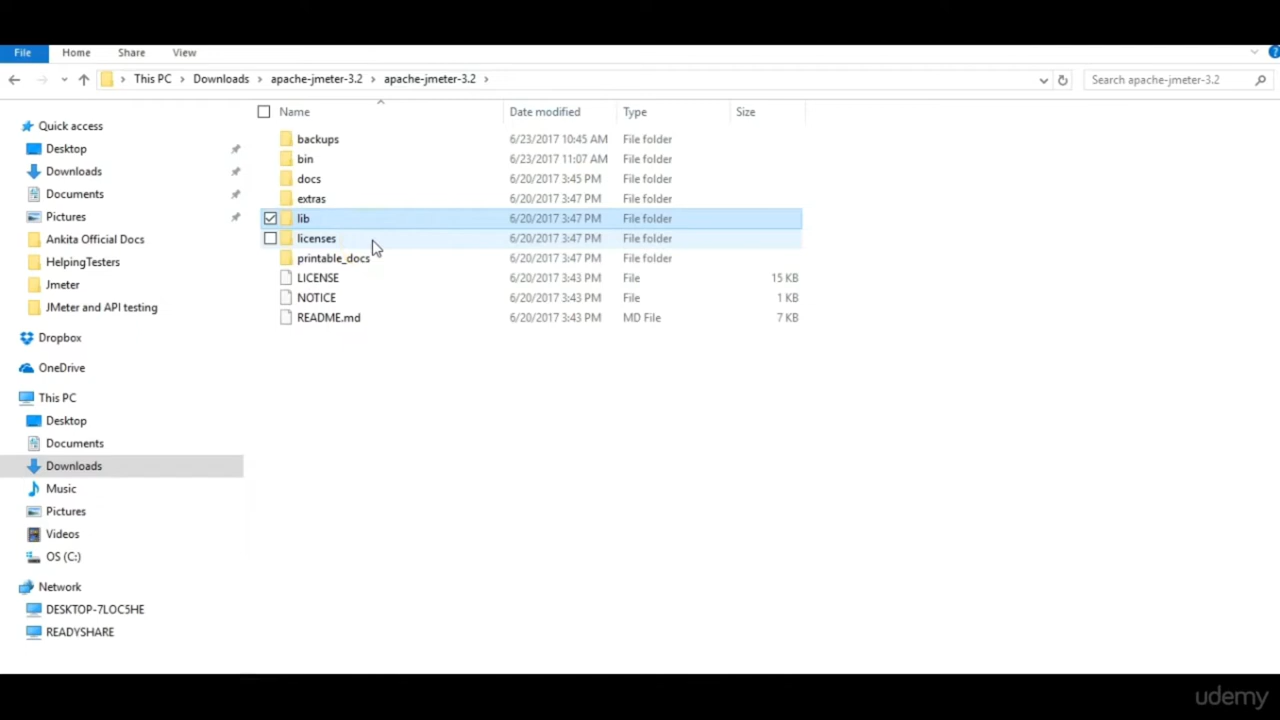 File Home Share View
This PC Downloads apache-jmeter-3.2 apache-jmeter-3.2 Search apache-jmeter-3.2
Name Date modified Type Size
Quick access
Desktop
Downloads
Documents
Pictures
Ankita Official Docs
HelpingTesters
Jmeter
JMeter and API testing
Dropbox
OneDrive
This PC
Desktop
Documents
Downloads
Music
Pictures
Videos
OS (C:)
Network
DESKTOP-7LOC5HE
READYSHARE
backups 6/23/2017 10:45 AM File folder
bin 6/23/2017 11:07 AM File folder
docs 6/20/2017 3:45 PM File folder
extras 6/20/2017 3:47 PM File folder
lib 6/20/2017 3:47 PM File folder
licenses 6/20/2017 3:47 PM File folder
printable_docs 6/20/2017 3:47 PM File folder
LICENSE 6/20/2017 3:43 PM File 15 KB
NOTICE 6/20/2017 3:43 PM File 1 KB
README.md 6/20/2017 3:43 PM MD File 7 KB
udemy